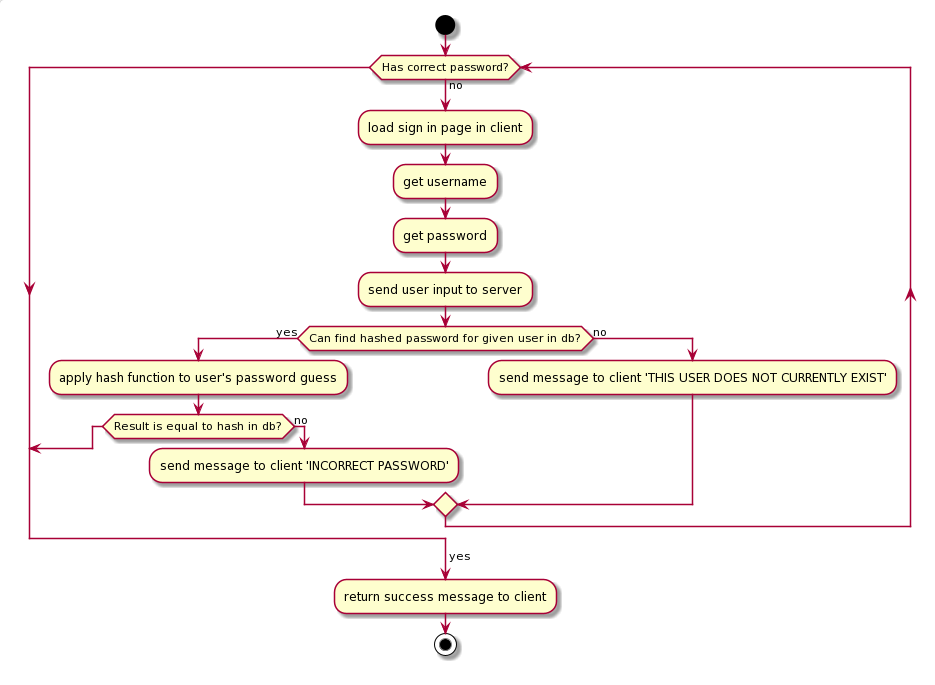 Has correct password?
no
load sign in page in client
get username
get password
send user input to server
yes
Can find hashed password for given user in db?
no
apply hash function to user's password guess
send message to client 'THIS USER DOES NOT CURRENTLY EXIST'
Result is equal to hash in db?
no
send message to client 'INCORRECT PASSWORD'
yes
return success message to client